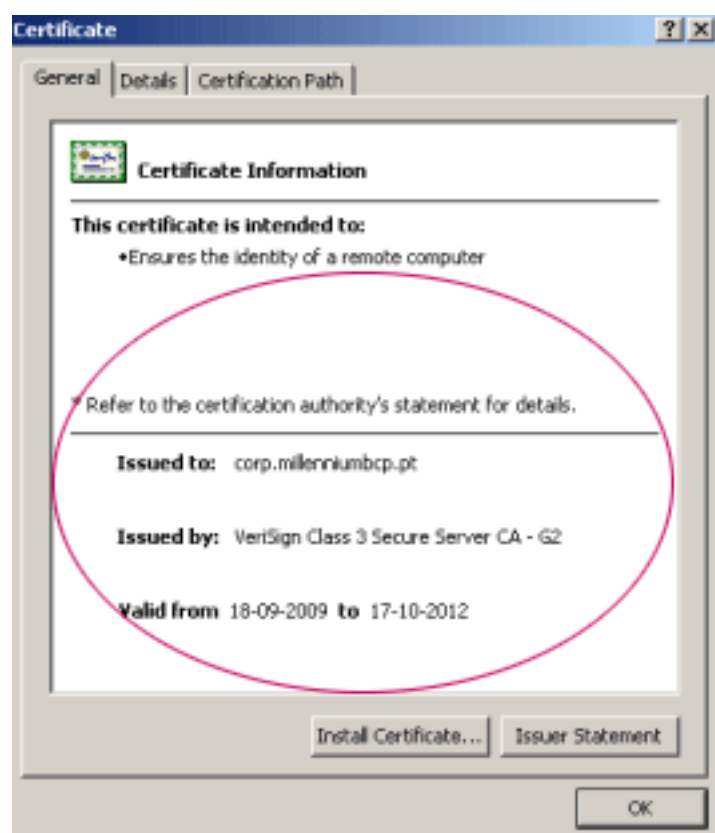 Certificate
General Details Certification Path
Certificate Information
This certificate is intended to:
•Ensures the identity of a remote computer
* Refer to the certification authority's statement for details.
Issued to: corp.millenniumbcp.pt
Issued by: VeriSign Class 3 Secure Server CA - G2
Valid from 18-09-2009 to 17-10-2012
Install Certificate... Issuer Statement
OK